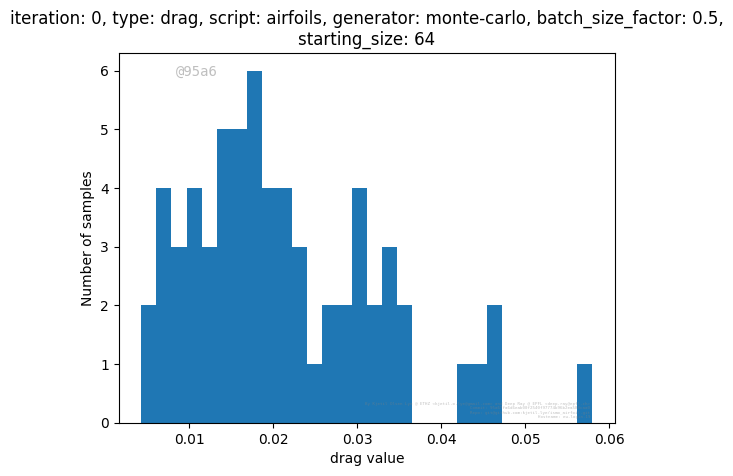 iteration: 0, type: drag, script: airfoils, generator: monte-carlo, batch_size_factor: 0.5,
starting_size: 64
@95a6
6
5
4
3
2
1
0
Number of samples
0.01 0.02 0.03 0.04 0.05 0.06
drag value